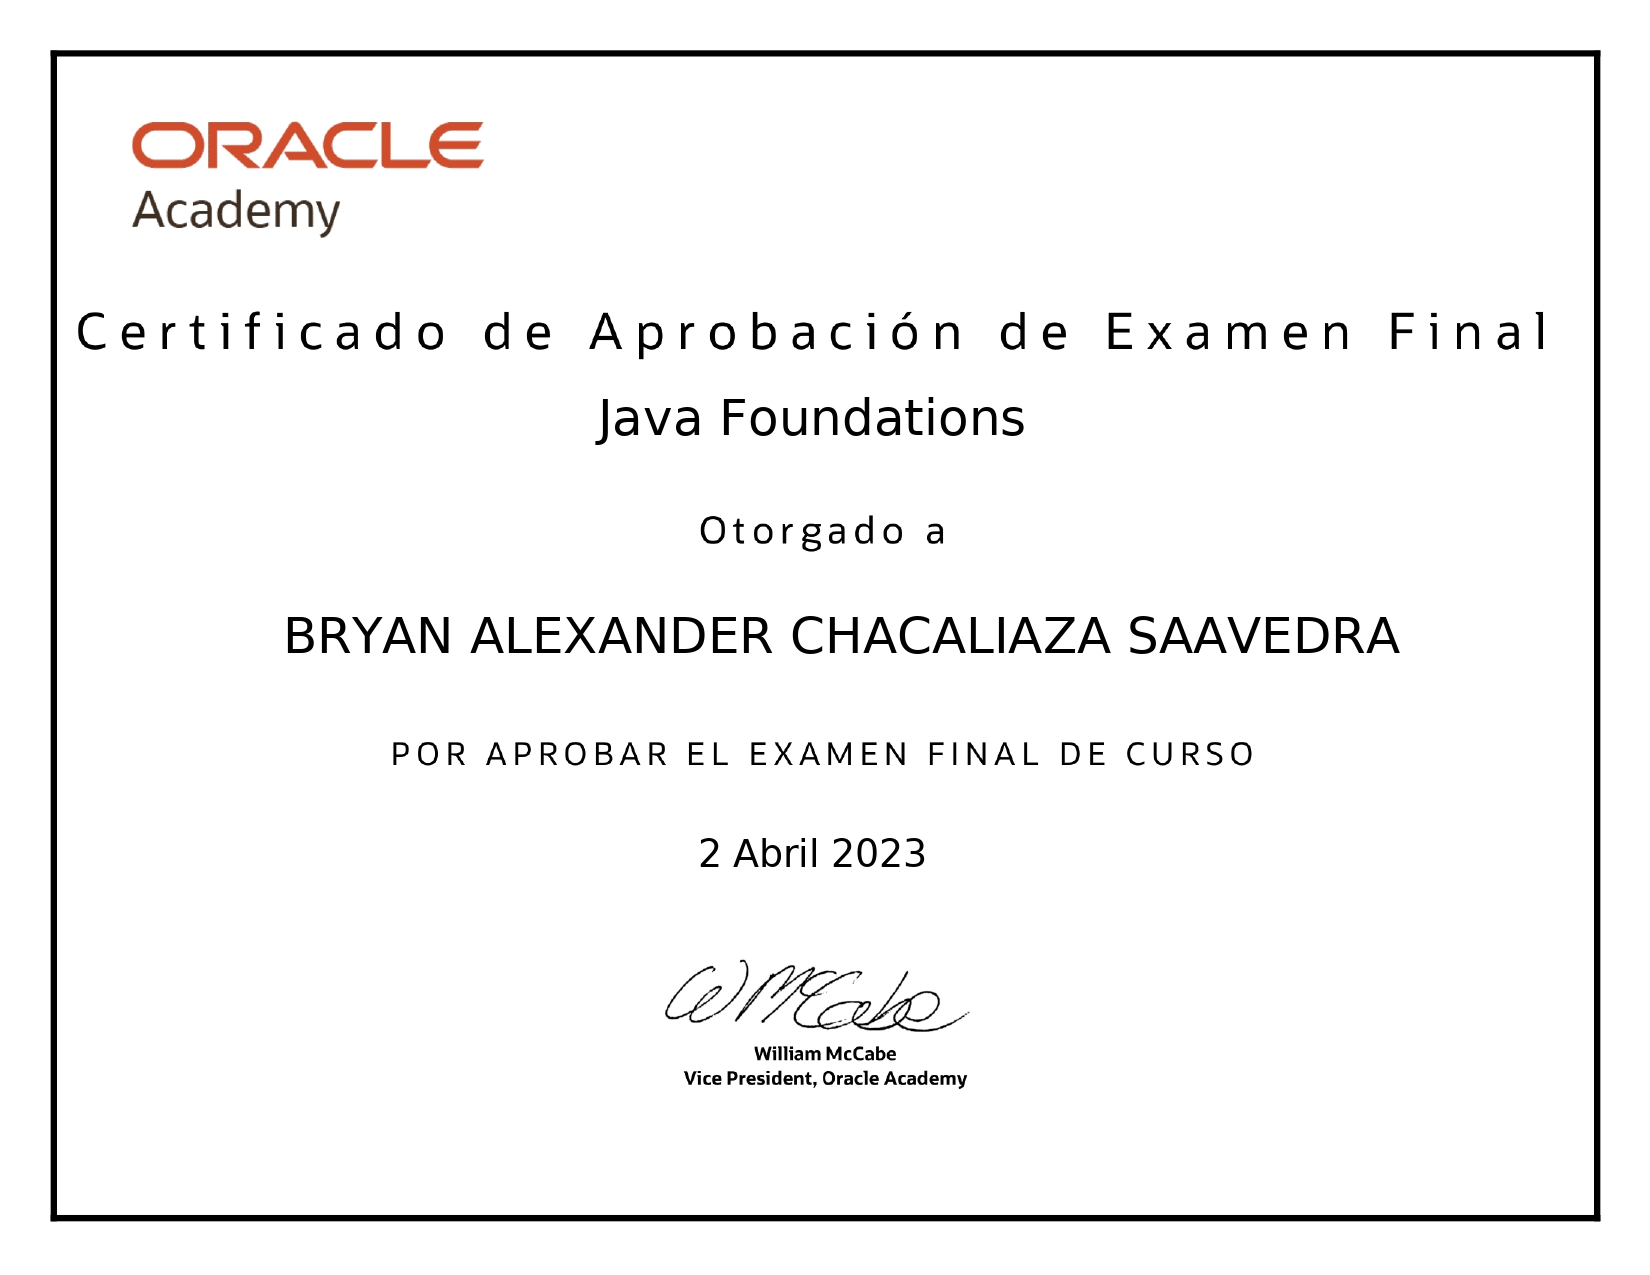 ORACLE
Academy
Certificado de Aprobación de Examen Final
Java Foundations
Otorgado a
BRYAN ALEXANDER CHACALIAZA SAAVEDRA
POR APROBAR EL EXAMEN FINAL DE CURSO
2 Abril 2023
W McCabe
William McCabe
Vice President, Oracle Academy